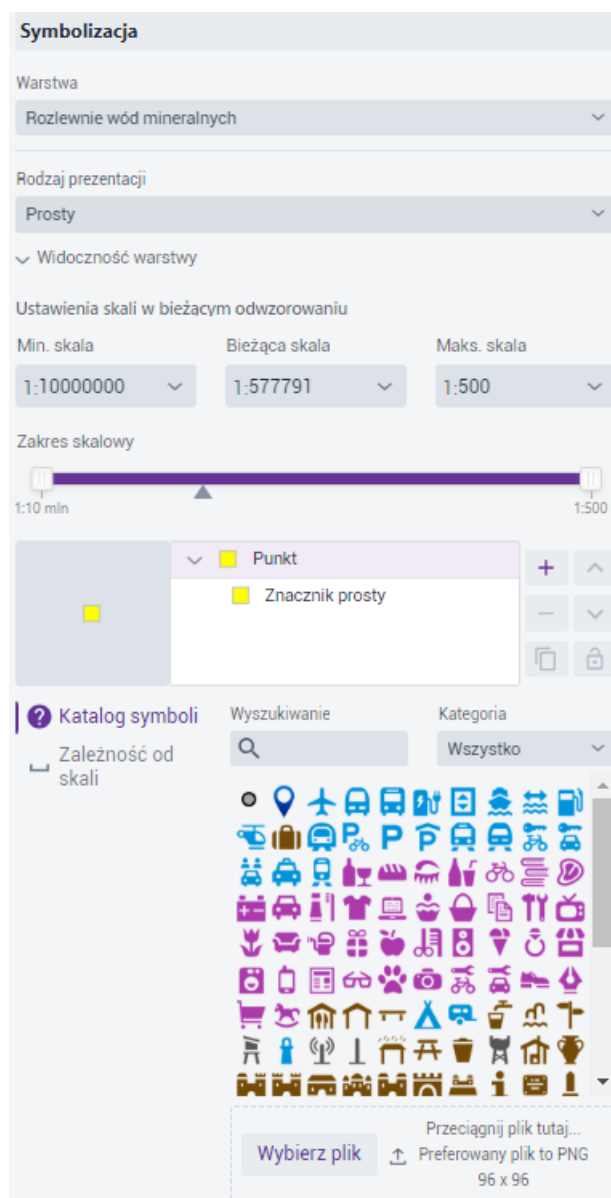 Symbolizacja
Warstwa
Rozlewnie wód mineralnych
Rodzaj prezentacji
Prosty
Widoczność warstwy
Ustawienia skali w bieżącym odwzorowaniu
Min. skala Bieżąca skala Maks. skala
1:10000000 1:577791 1:500
Zakres skalowy
1:10 mln 1:500
Punkt
Znacznik prosty
Katalog symboli
Zależność od
skali
Wyszukiwanie Kategoria
Wszystko
Wybierz plik
Przeciągnij plik tutaj...
Preferowany plik to PNG
96 x 96